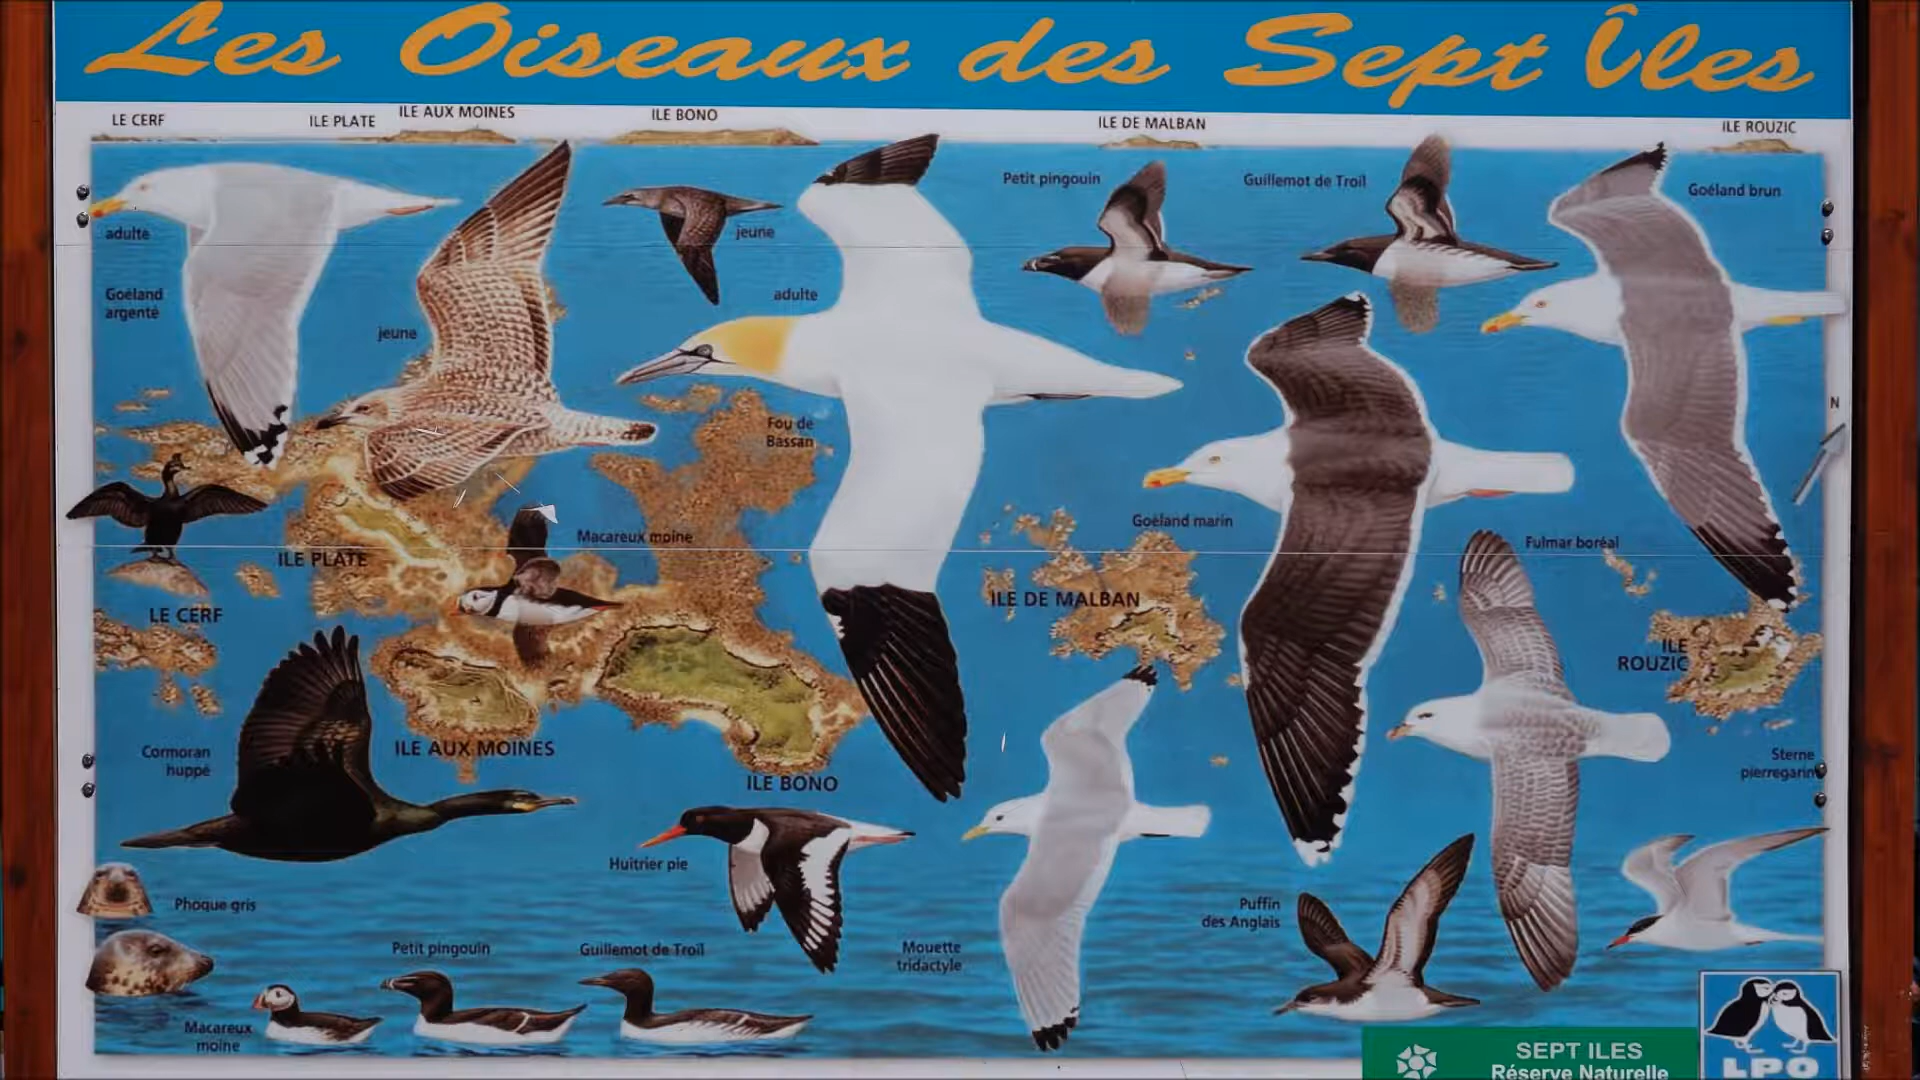 Les Oiseaux des Sept Îles
LE CERF
ILE PLATE
ILE AUX MOINES
ILE BONO
ILE DE MALBAN
ILE ROUZIC
Petit pingouin
Guillemot de Troïl
Goéland brun
adulte
jeune
Goéland
argenté
adulte
jeune
N
Fou de
Bassan
Goéland marin
Macareux moine
Fulmar boréal
ILE PLATE
ILE DE MALBAN
LE CERF
ILE
ROUZIC
ILE AUX MOINES
Cormoran
huppé
Sterne
pierregarin
ILE BONO
Huîtrier pie
Phoque gris
Puffin
des Anglais
Petit pingouin
Guillemot de Troïl
Mouette
tridactyle
Macareux
moine
SEPT ILES
Réserve Naturelle
LPO